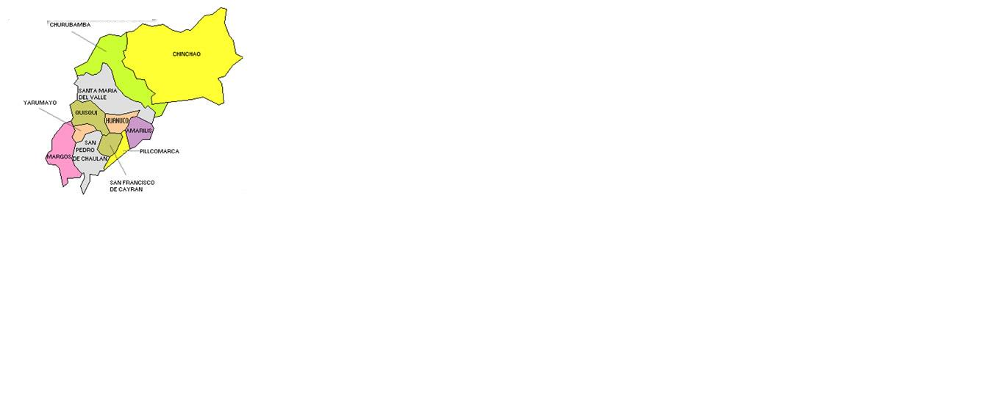 CHURUBAMBA
CHINCHAO
SANTA MARIA
DEL VALLE
YARUMAYO
QUISQUI
HUANUCO
AMARILIS
SAN
PEDRO
DE CHAULAN
MARGOS
PILLCOMARCA
SAN FRANCISCO
DE CAYRAN